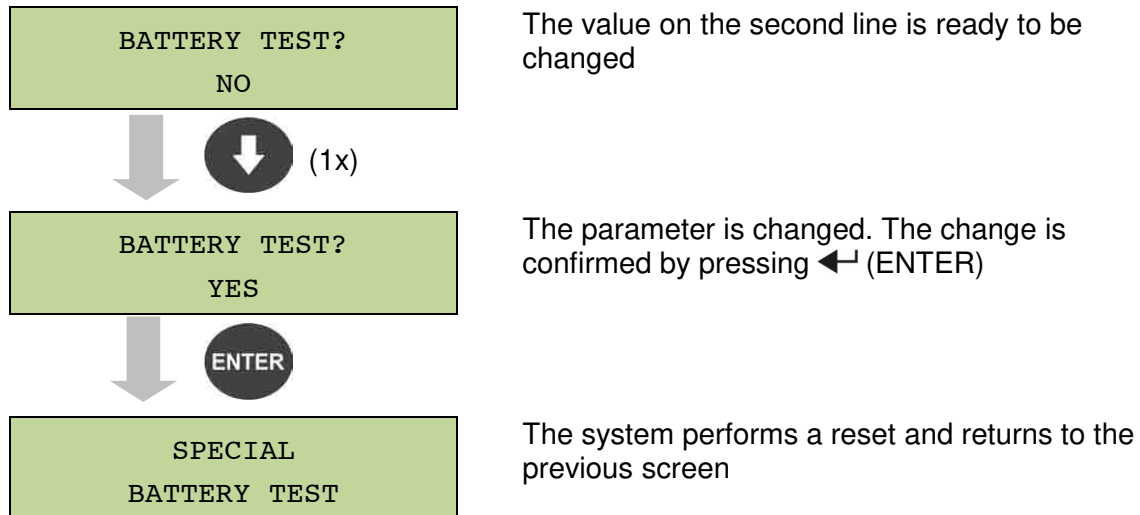 BATTERY TEST?
NO
The value on the second line is ready to be
changed
(1x)
BATTERY TEST?
YES
The parameter is changed. The change is
confirmed by pressing (ENTER)
ENTER
SPECIAL
BATTERY TEST
The system performs a reset and returns to the
previous screen